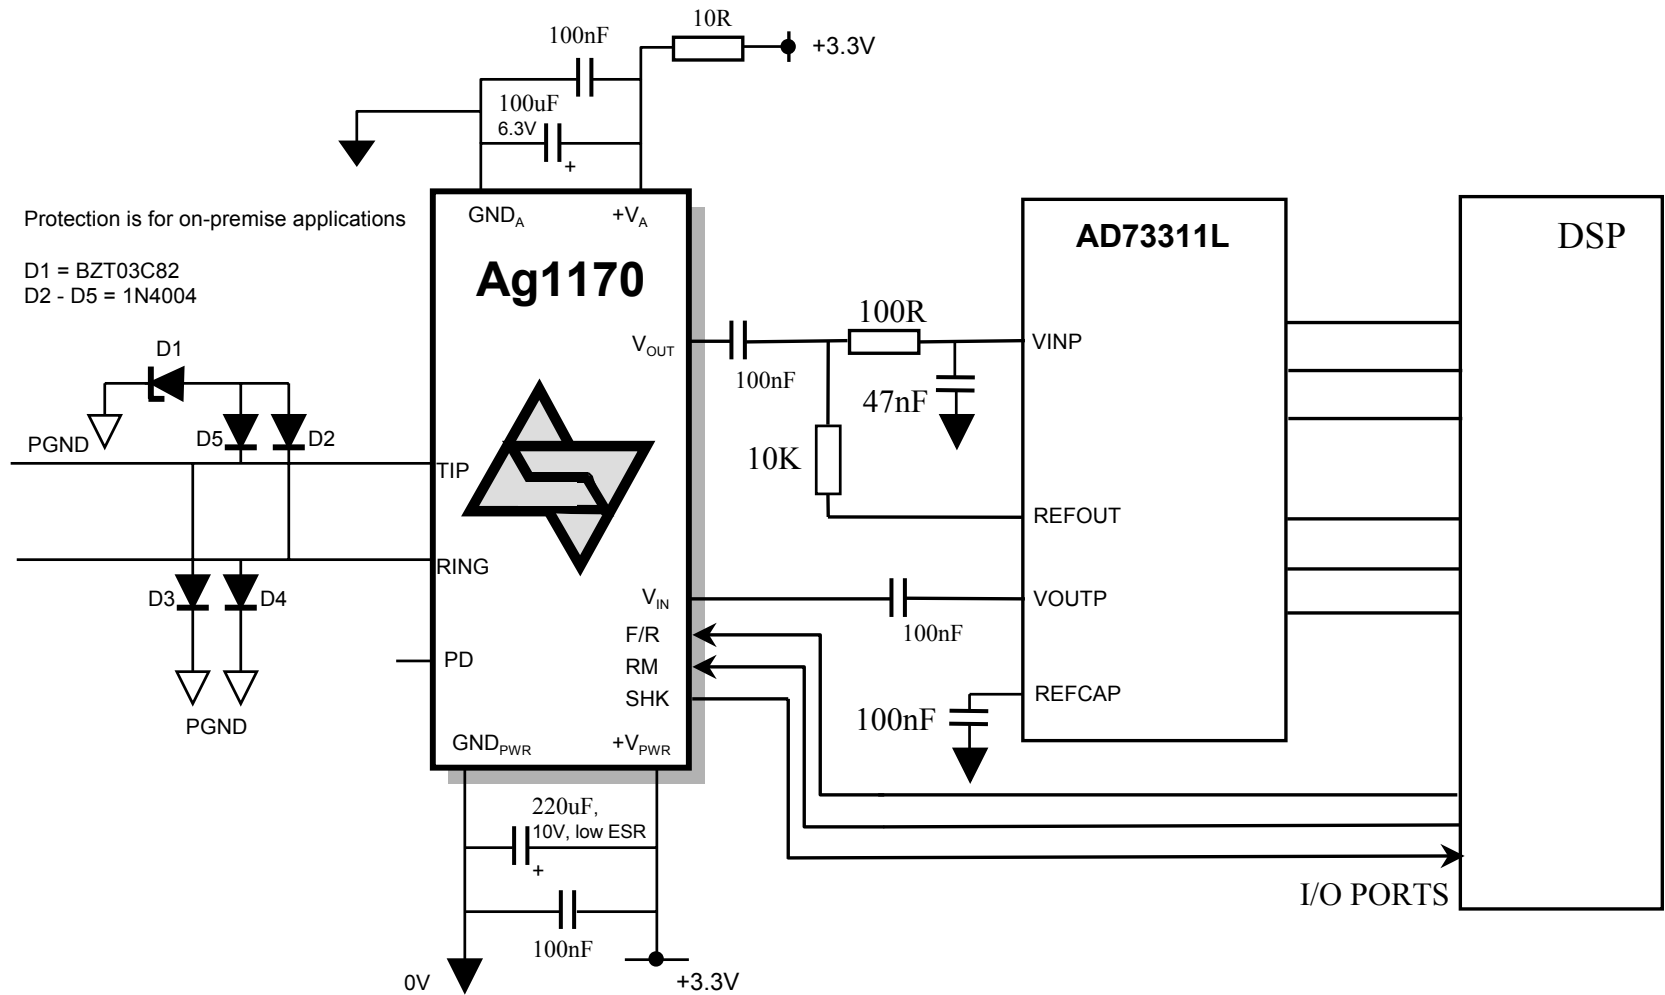 10R
100nF
+3.3V
100uF
6.3V
+
Protection is for on-premise applications
D1 = BZT03C82
D2 - D5 = 1N4004
GNDA
+VA
Ag1170
AD73311L
DSP
D1
VOUT
100nF
100R
VINP
47nF
PGND
D5
D2
TIP
10K
REFOUT
RING
D3
D4
VIN
100nF
VOUTP
F/R
PD
RM
SHK
REFCAP
100nF
PGND
GNDPWR
+VPWR
220uF,
10V, low ESR
+
I/O PORTS
100nF
0V
+3.3V